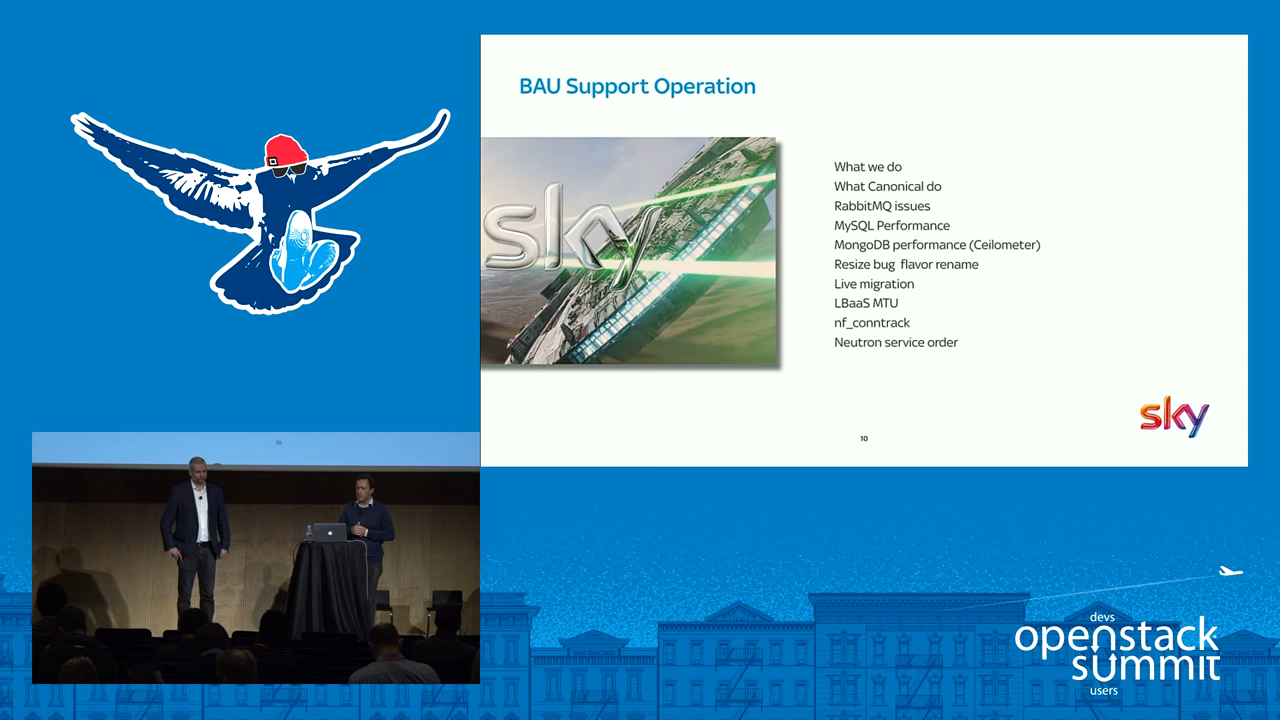 BAU Support Operation
sky
What we do
What Canonical do
RabbitMQ issues
MySQL Performance
MongoDB performance (Ceilometer)
Resize bug flavor rename
Live migration
LBaaS MTU
nf_conntrack
Neutron service order
sky
10
10
devs
openstack
summit
users